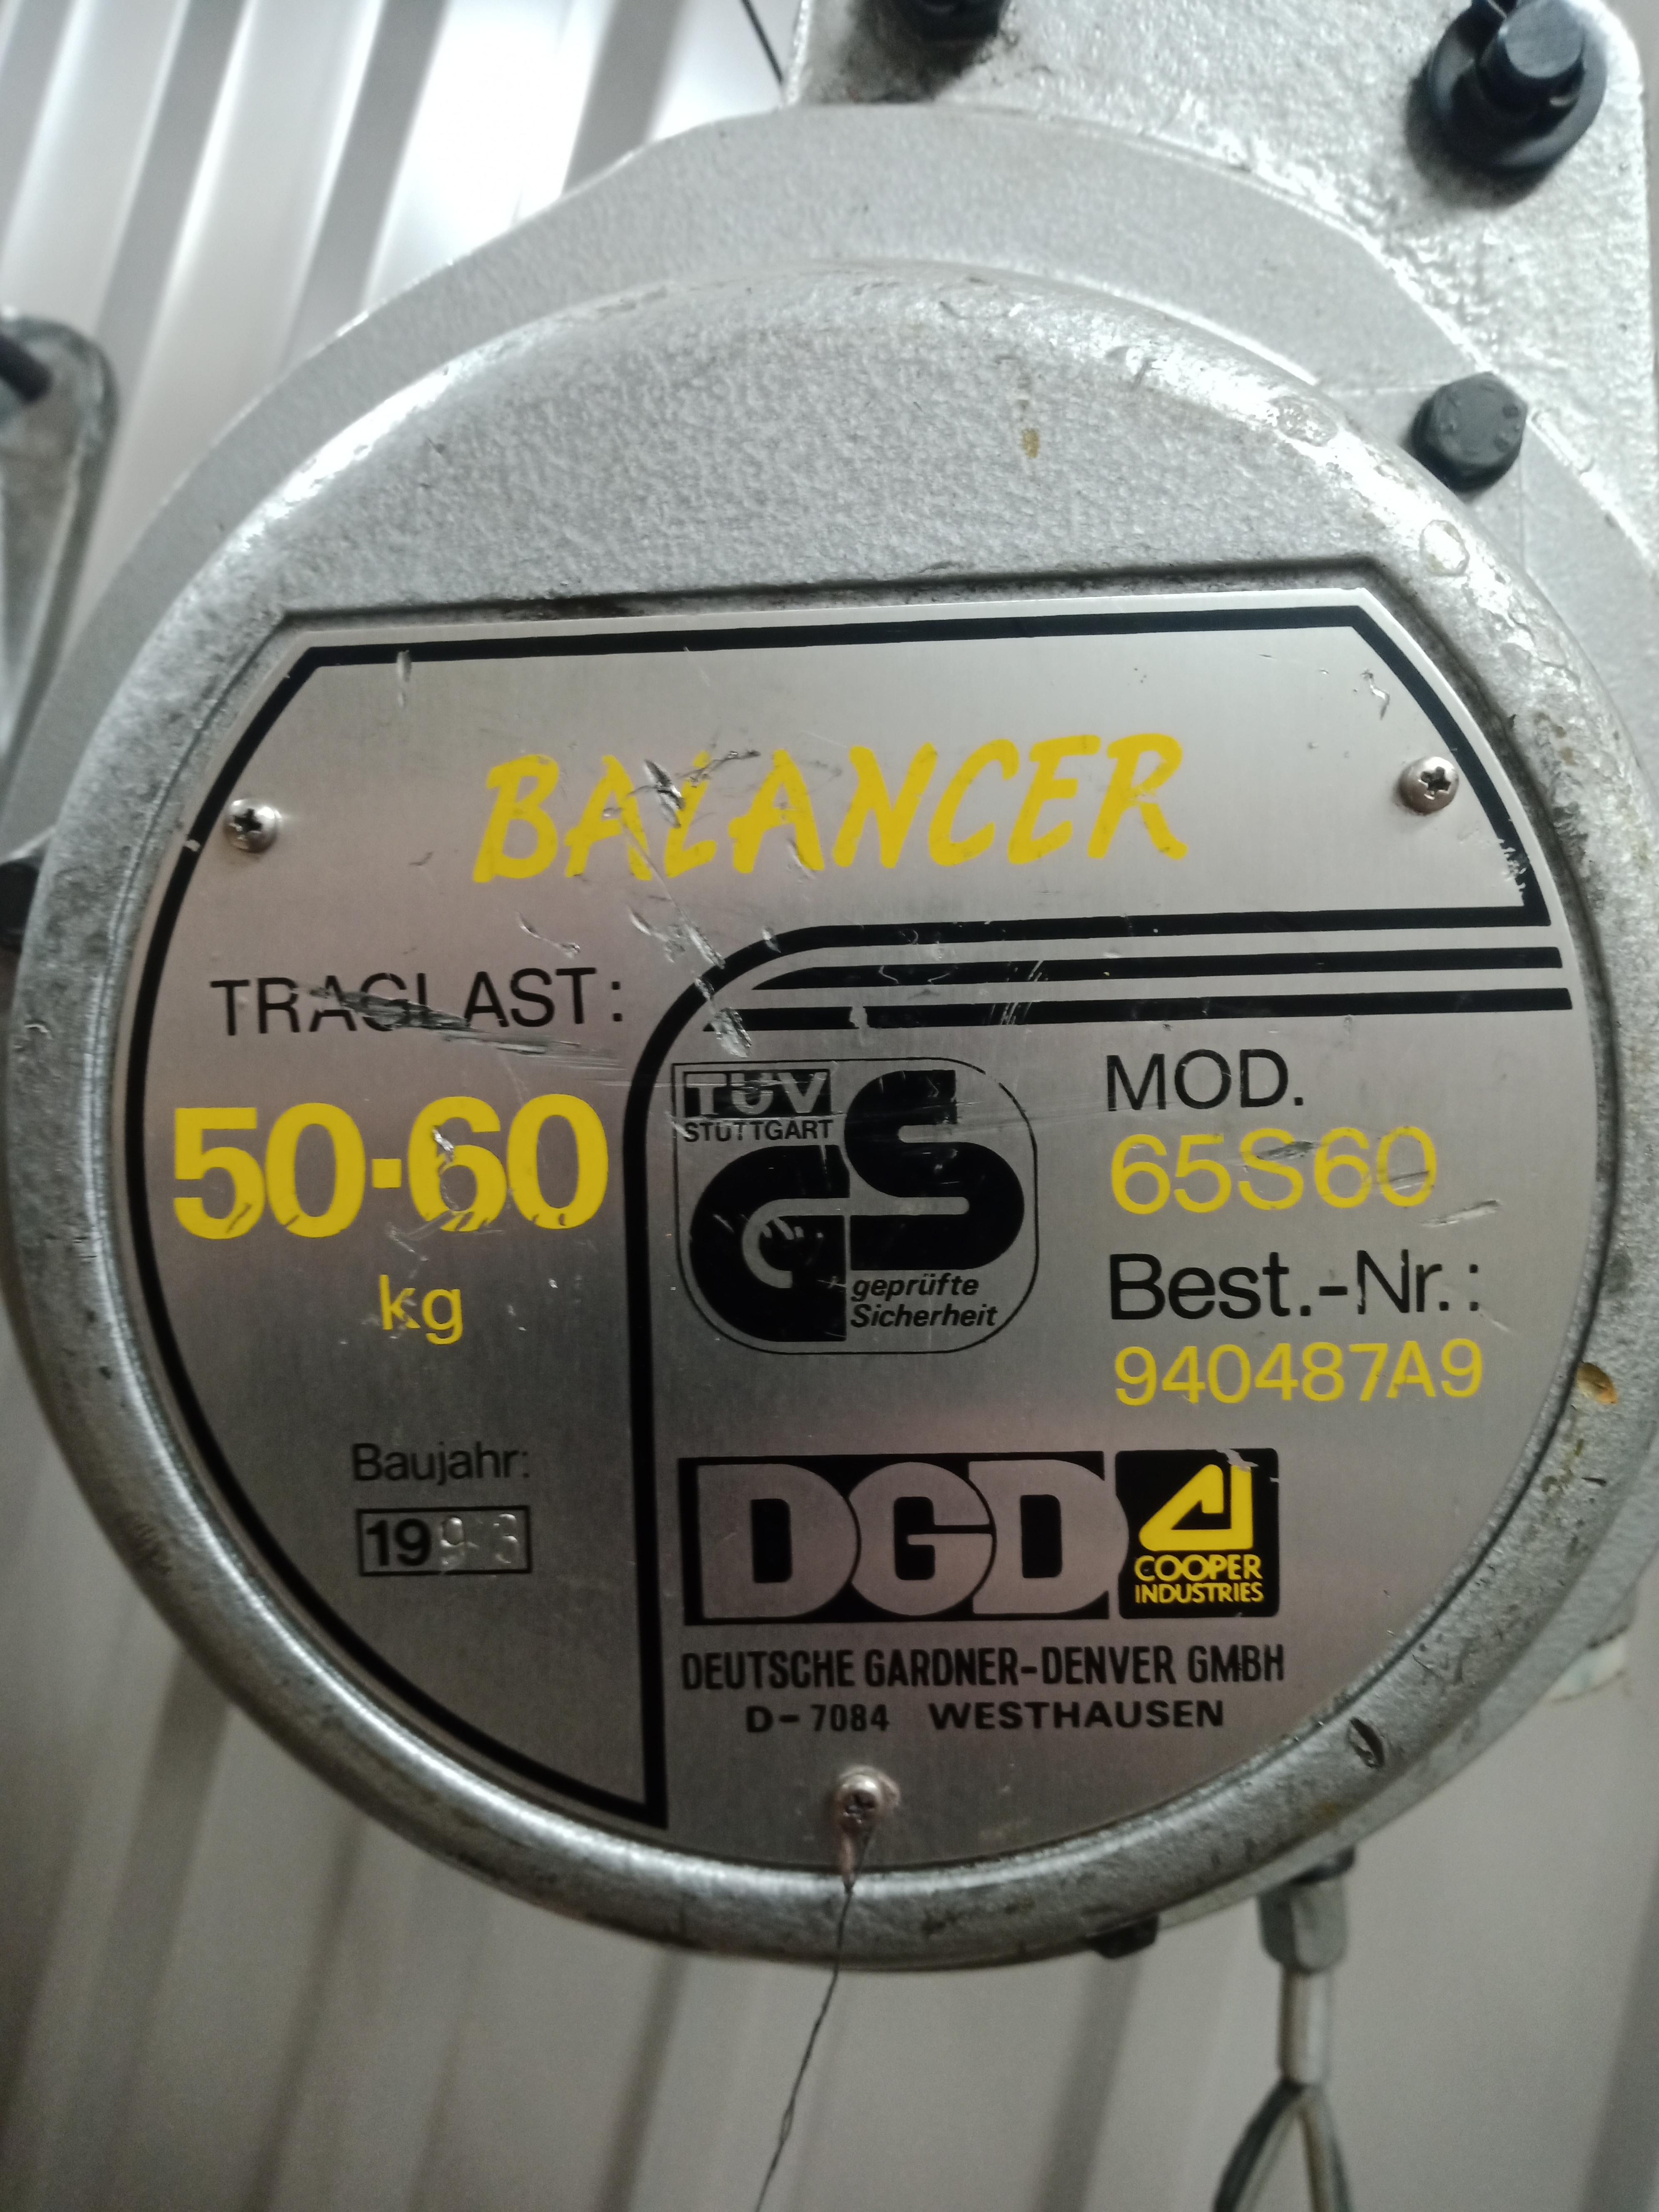 BALANCER
TRAGLAST:
50-60
kg
Baujahr:
1993
TÜV
STUTTGART
GS
geprüfte
Sicherheit
MOD.
65S60
Best.-Nr.:
940487A9
DGD
COOPER
INDUSTRIES
DEUTSCHE GARDNER-DENVER GMBH
D-7084 WESTHAUSEN